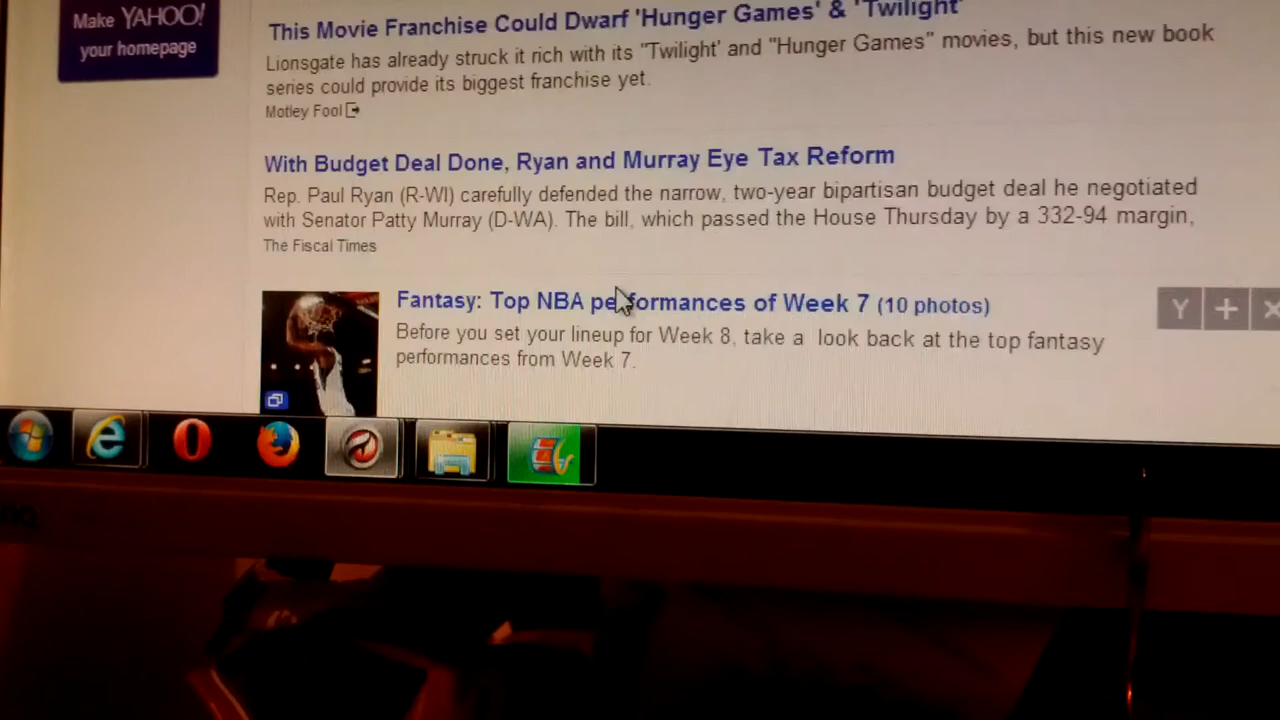 Make YAHOO!
your homepage
This Movie Franchise Could Dwarf 'Hunger Games' & 'Twilight'
Lionsgate has already struck it rich with its "Twilight' and "Hunger Games" movies, but this new book
series could provide its biggest franchise yet.
Motley Fool
With Budget Deal Done, Ryan and Murray Eye Tax Reform
Rep. Paul Ryan (R-WI) carefully defended the narrow, two-year bipartisan budget deal he negotiated
with Senator Patty Murray (D-WA). The bill, which passed the House Thursday by a 332-94 margin,
The Fiscal Times
Fantasy: Top NBA performances of Week 7 (10 photos)
Before you set your lineup for Week 8, take a look back at the top fantasy
performances from Week 7.
Y